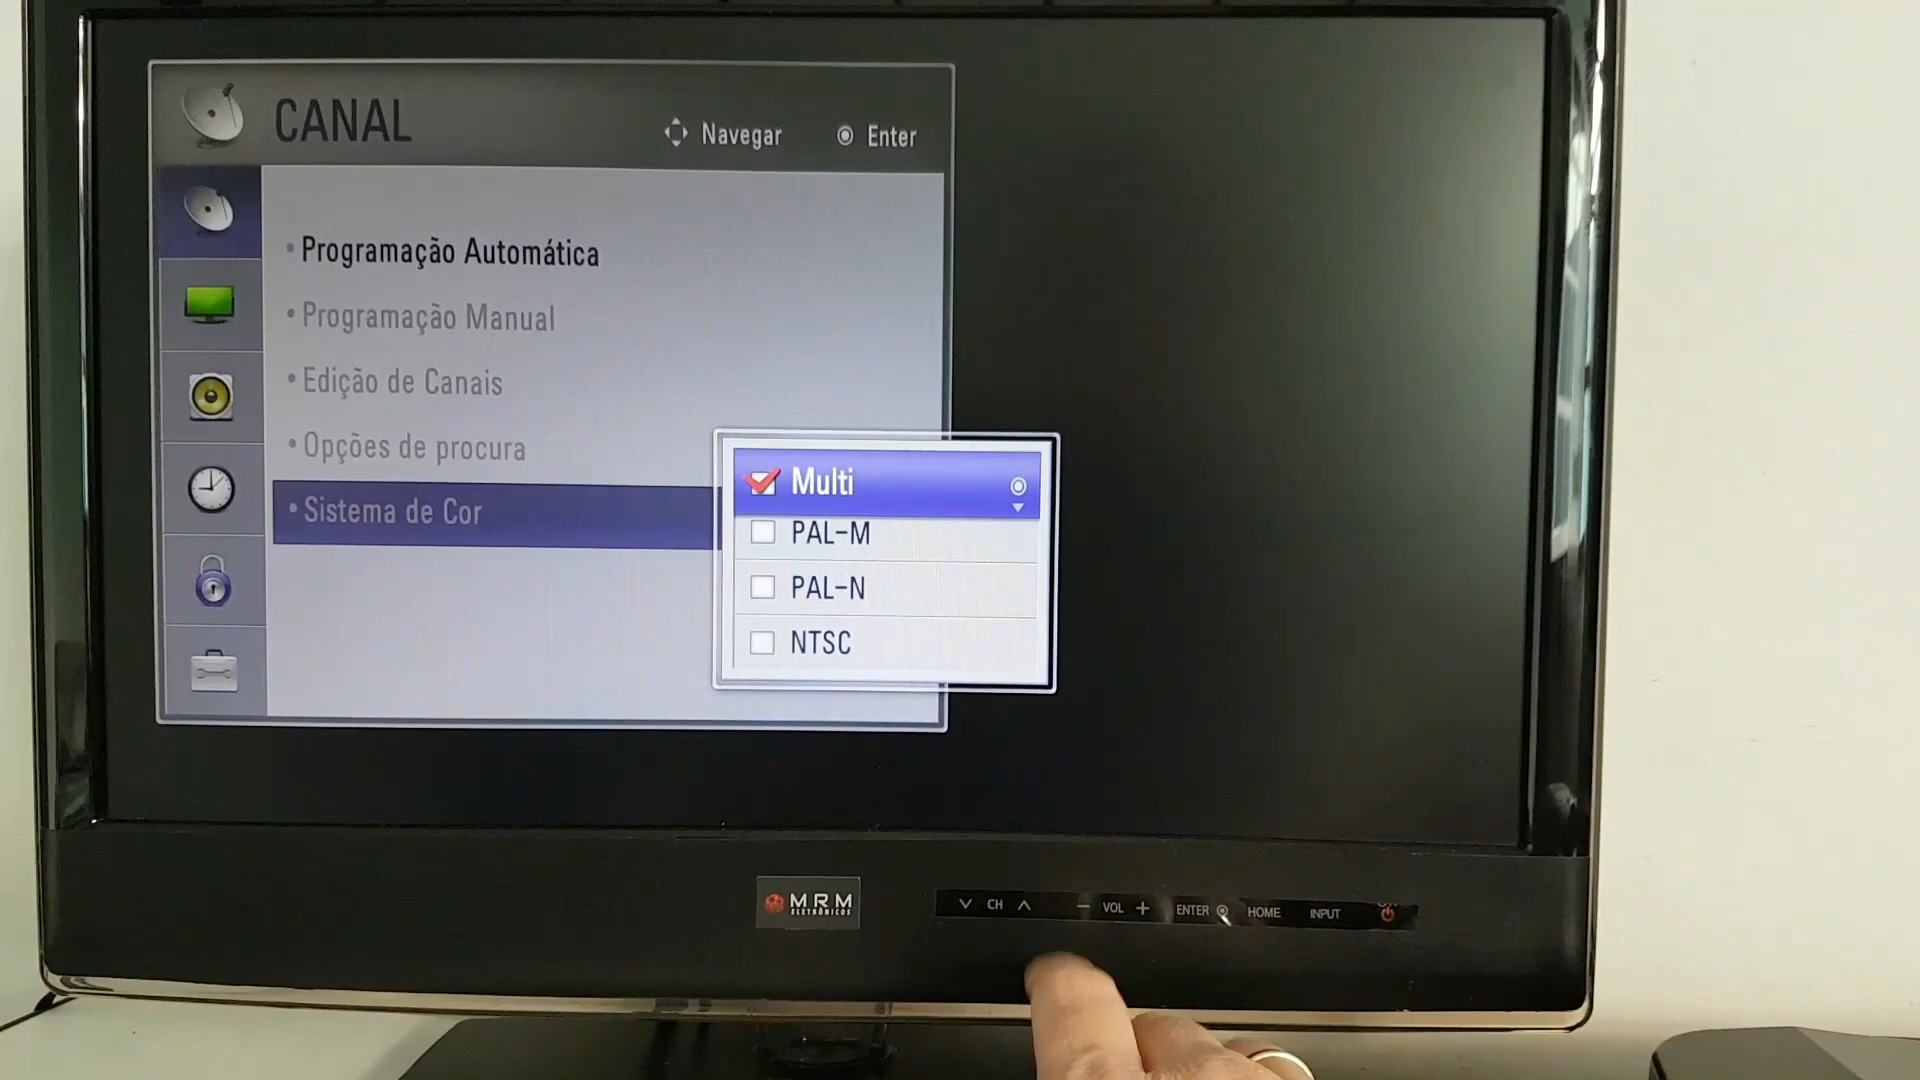 CANAL
Navegar
Enter
Programação Automática
Programação Manual
Edição de Canais
Opções de procura
Sistema de Cor
Multi
PAL-M
PAL-N
NTSC
MRM
ELETRÔNICOS
CH
- VOL +
ENTER
HOME
INPUT